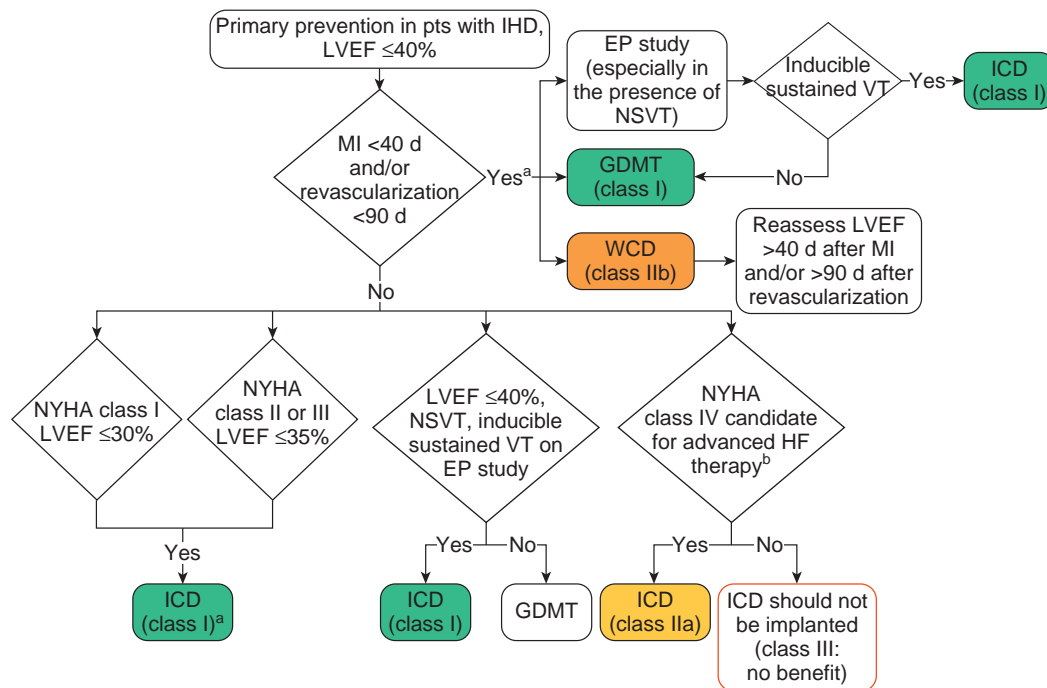 Primary prevention in pts with IHD,
LVEF ≤40%
EP study
(especially in
the presence of
NSVT)
Inducible
sustained VT
Yes
ICD
(class I)
MI <40 d
and/or
revascularization
<90 d
Yesᵃ
GDMT
(class I)
No
WCD
(class IIb)
Reassess LVEF
>40 d after MI
and/or >90 d after
revascularization
No
NYHA class I
LVEF ≤30%
NYHA
class II or III
LVEF ≤35%
LVEF ≤40%,
NSVT, inducible
sustained VT on
EP study
NYHA
class IV candidate
for advanced HF
therapyᵇ
Yes
Yes
No
Yes
No
ICD
(class I)ᵃ
ICD
(class I)
GDMT
ICD
(class IIa)
ICD should not
be implanted
(class III:
no benefit)